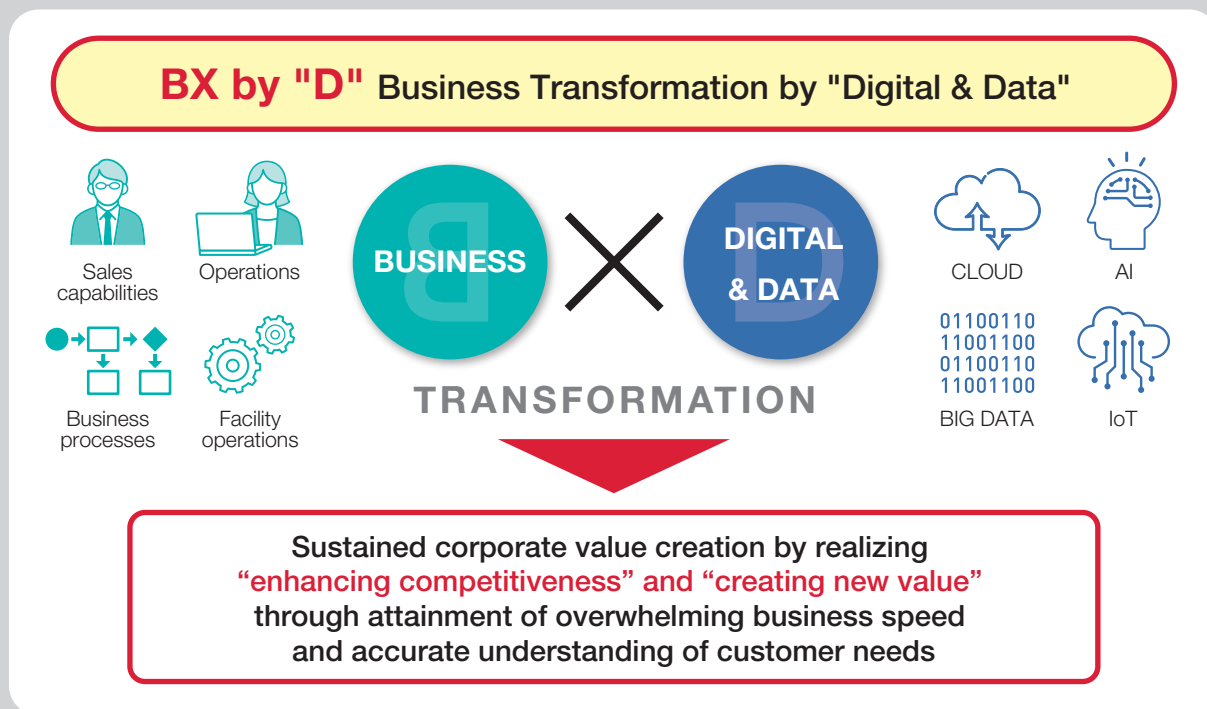 BX by "D" Business Transformation by "Digital & Data"
Sales
capabilities
Operations
Business
processes
Facility
operations
B
BUSINESS
D
DIGITAL
& DATA
TRANSFORMATION
CLOUD
AI
01100110
11001100
01100110
11001100
BIG DATA
IoT
Sustained corporate value creation by realizing
“enhancing competitiveness” and “creating new value”
through attainment of overwhelming business speed
and accurate understanding of customer needs